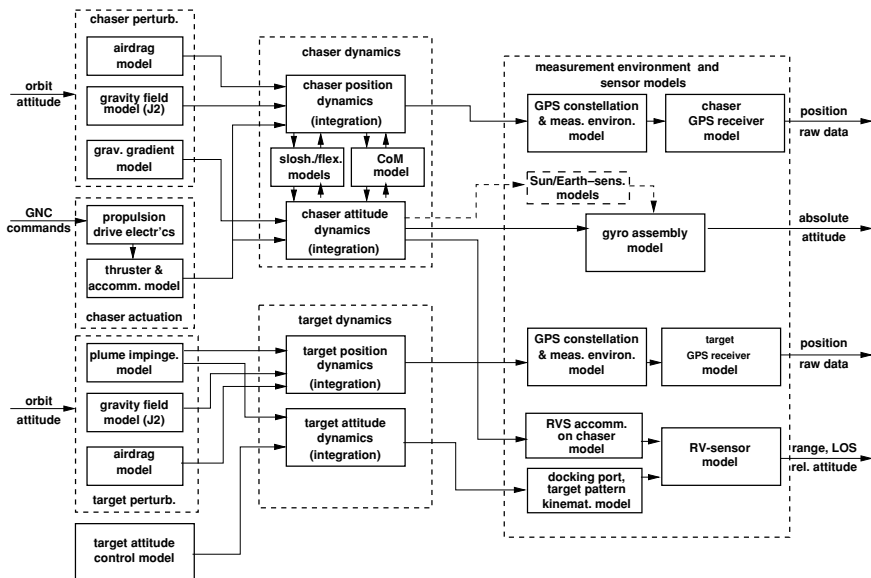 chaser perturb.
airdrag
model
orbit
attitude
gravity field
model (J2)
grav. gradient
model
GNC
commands
propulsion
drive electr'cs
thruster &
accomm. model
chaser actuation
plume impinge.
model
orbit
attitude
gravity field
model (J2)
airdrag
model
target perturb.
target attitude
control model
chaser dynamics
chaser position
dynamics
(integration)
slosh./flex.
models
CoM
model
chaser attitude
dynamics
(integration)
target dynamics
target position
dynamics
(integration)
target attitude
dynamics
(integration)
measurement environment and
sensor models
GPS constellation
& meas. environ.
model
chaser
GPS receiver
model
position
raw data
Sun/Earth–sens.
models
gyro assembly
model
absolute
attitude
GPS constellation
& meas. environ.
model
target
GPS receiver
model
position
raw data
RVS accomm.
on chaser model
docking port,
target pattern
kinemat. model
RV-sensor
model
range, LOS
rel. attitude